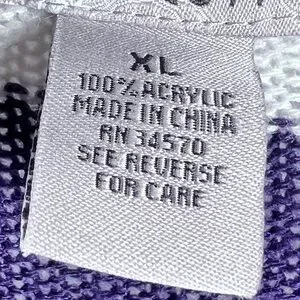 XL
100% ACRYLIC
MADE IN CHINA
RN 34570
SEE REVERSE
FOR CARE